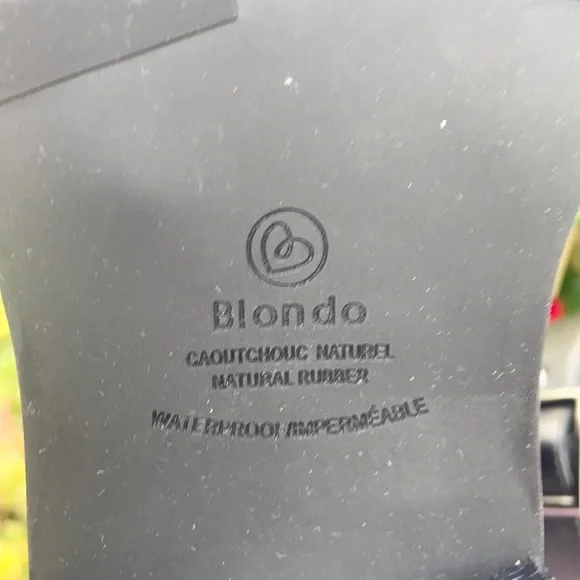 Blondo
CAOUTCHOUC NATUREL
NATURAL RUBBER
WATERPROOF/IMPERMÉABLE